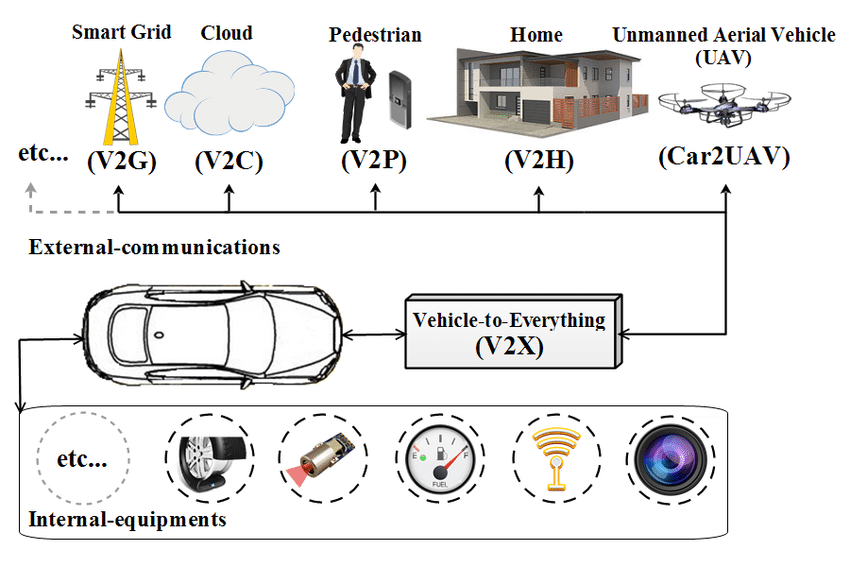 Smart Grid
Cloud
Pedestrian
Home
Unmanned Aerial Vehicle
(UAV)
etc...
(V2G)
(V2C)
(V2P)
(V2H)
(Car2UAV)
External-communications
Vehicle-to-Everything
(V2X)
etc...
E
F
FUEL
Internal-equipments